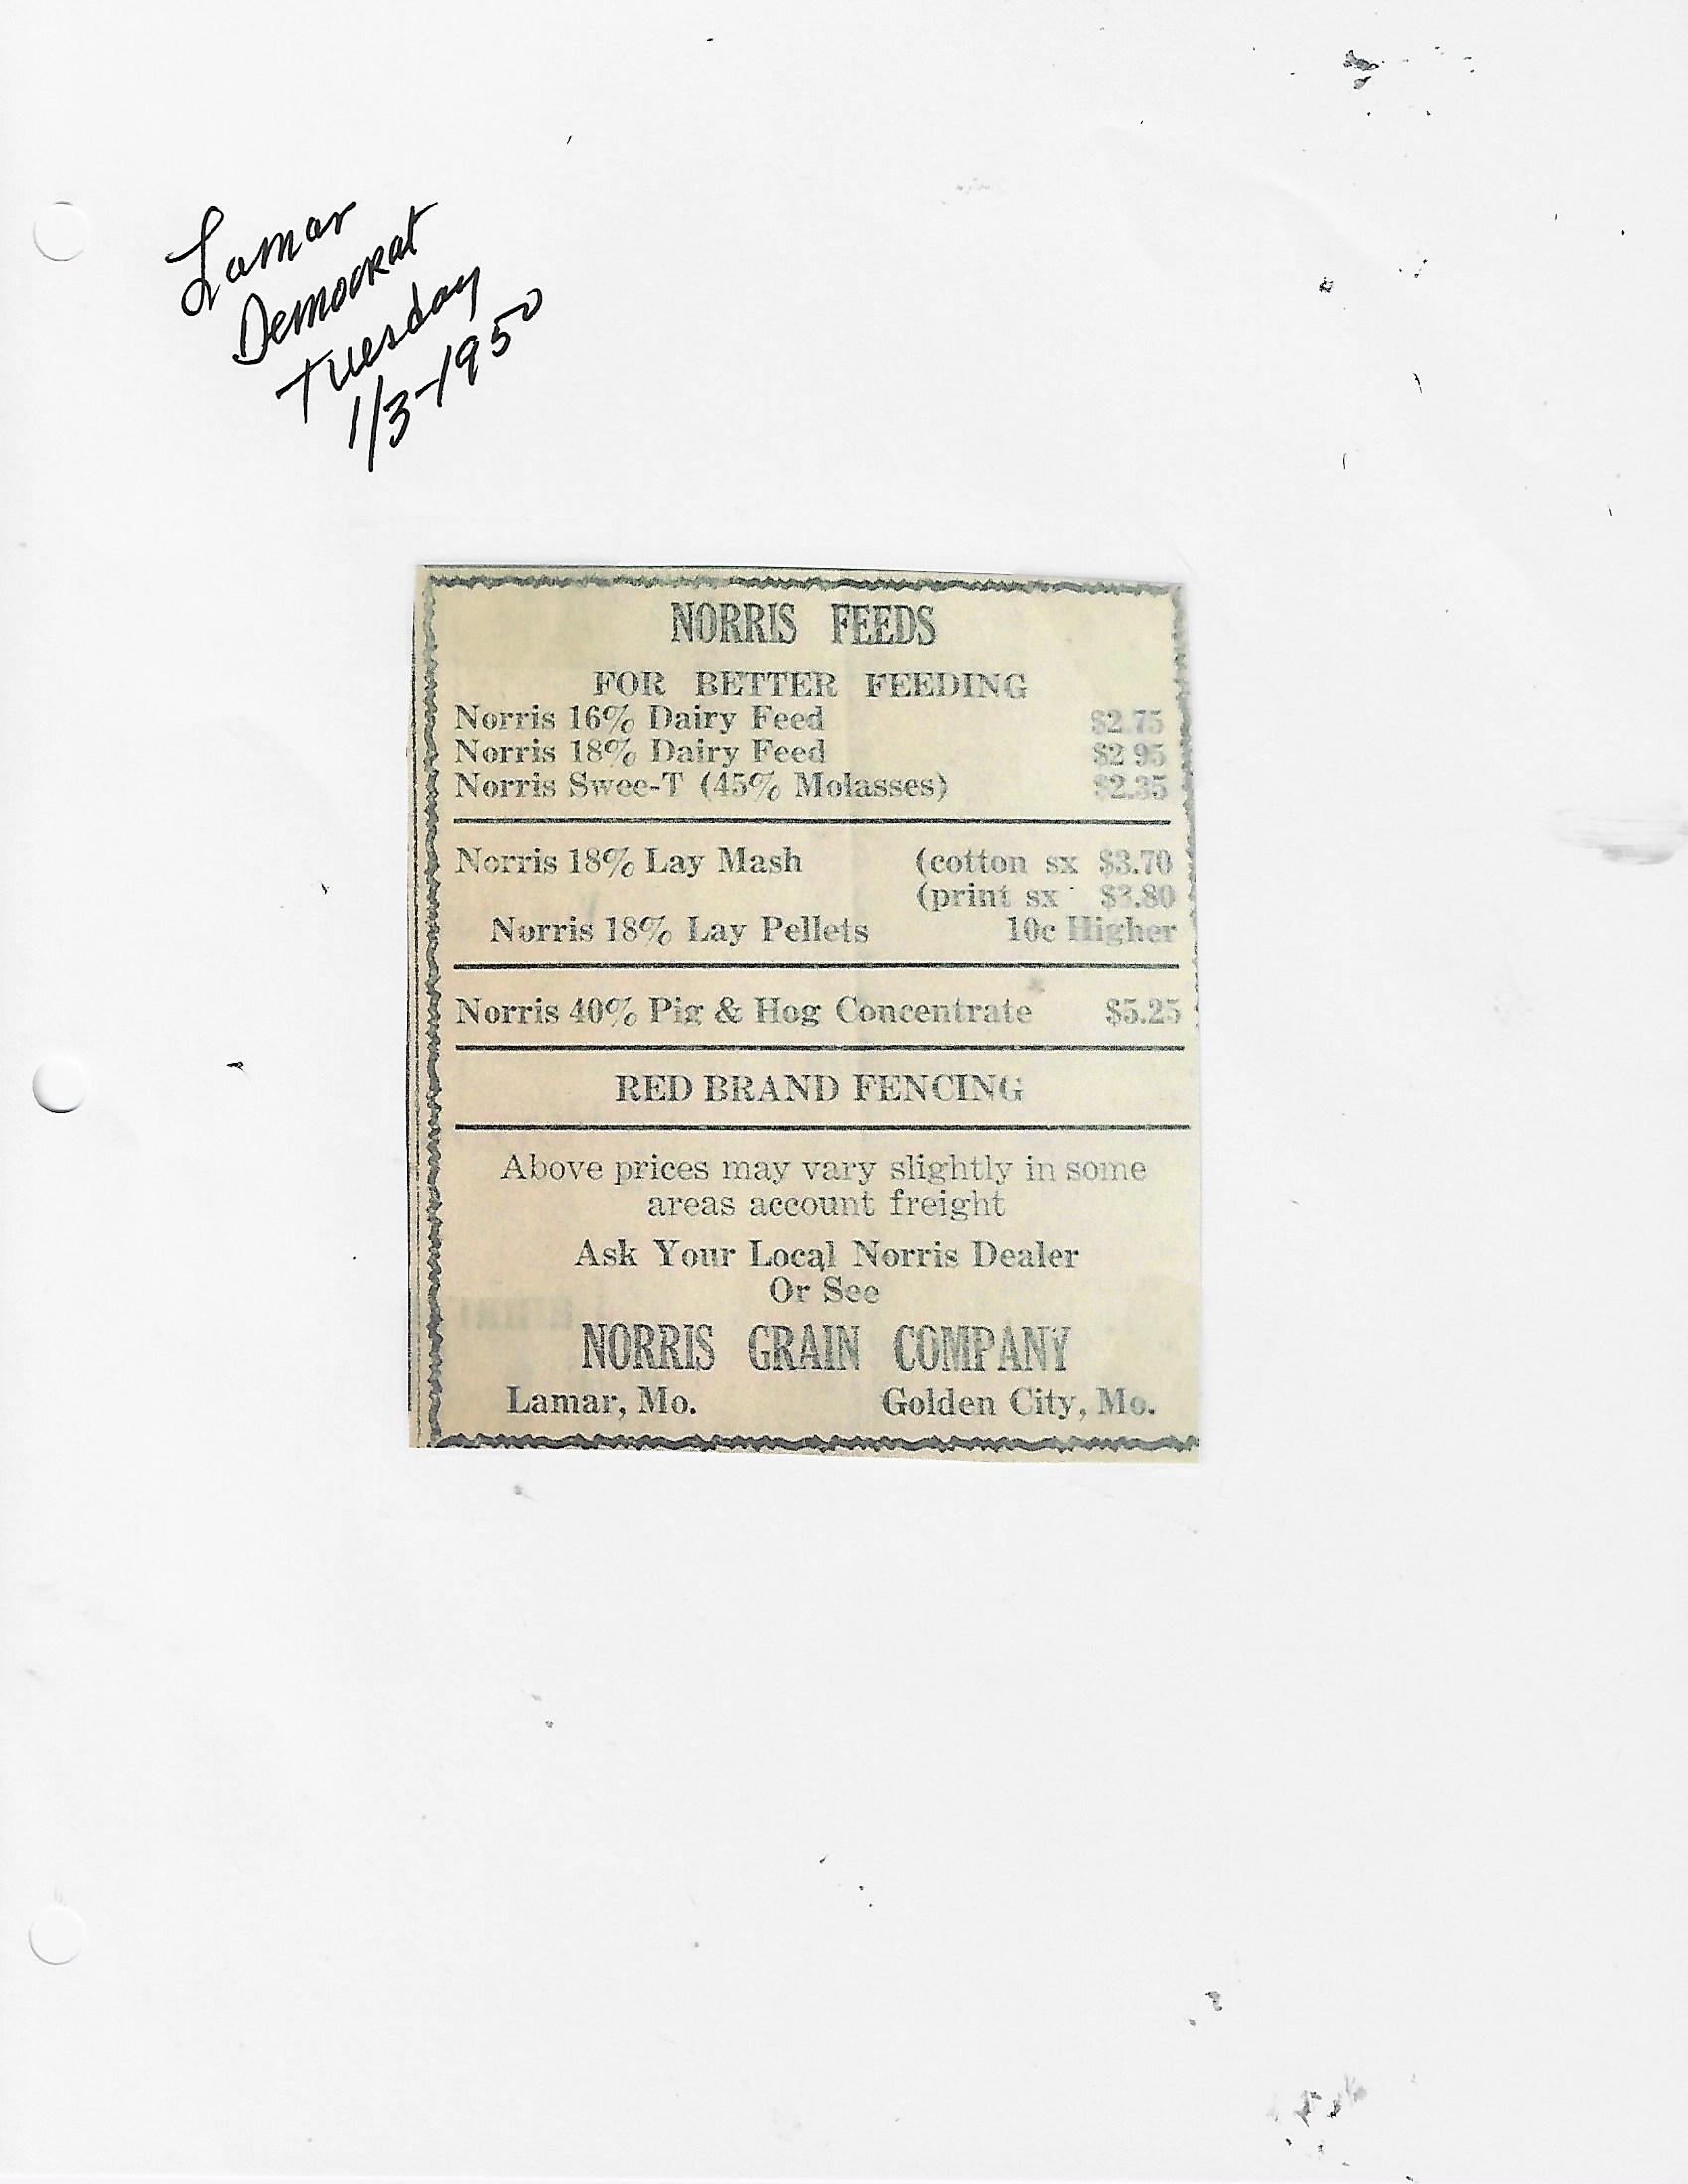 Lamar
Democrat
Tuesday
1/3-1950
NORRIS FEEDS
FOR BETTER FEEDING
Norris 16% Dairy Feed $2.75
Norris 18% Dairy Feed $2 95
Norris Swee-T (45% Molasses) $2.35
Norris 18% Lay Mash (cotton sx $3.70
(print sx $3.80
Norris 18% Lay Pellets 10c Higher
Norris 40% Pig & Hog Concentrate $5.25
RED BRAND FENCING
Above prices may vary slightly in some
areas account freight
Ask Your Local Norris Dealer
Or See
NORRIS GRAIN COMPANY
Lamar, Mo. Golden City, Mo.